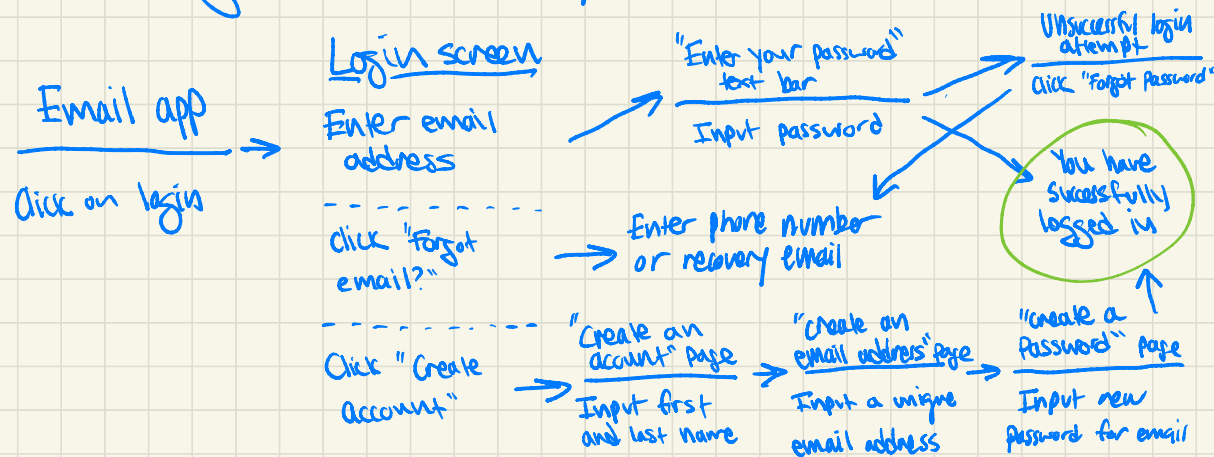 Email app
Click on login
Login screen
Enter email
address
click "Forgot
email?"
Click "Create
account"
"Enter your password"
text bar
Input password
Unsuccessful login
attempt
Click "Forgot Password"
You have
successfully
logged in
Enter phone number
or recovery email
"Create an
account" page
Input first
and last name
"Create an
email address" page
Input a unique
email address
"Create a
Password" page
Input new
password for email